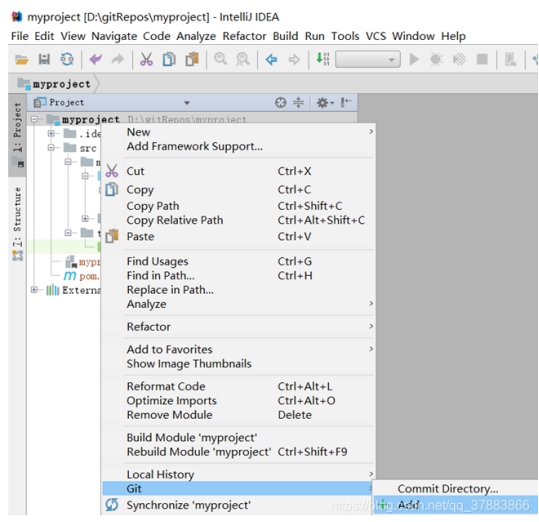 myproject [D:\gitRepos\myproject] - IntelliJ IDEA
File Edit View Navigate Code Analyze Refactor Build Run Tools VCS Window Help
myproject
1: Project
Project
myproject D:\gitRepos\myproject
.ide
src
m
t
mypr
pom.
Externa
7: Structure
New
Add Framework Support...
Cut Ctrl+X
Copy Ctrl+C
Copy Path Ctrl+Shift+C
Copy Relative Path Ctrl+Alt+Shift+C
Paste Ctrl+V
Find Usages Ctrl+G
Find in Path... Ctrl+H
Replace in Path...
Analyze
Refactor
Add to Favorites
Show Image Thumbnails
Reformat Code Ctrl+Alt+L
Optimize Imports Ctrl+Alt+O
Remove Module Delete
Build Module 'myproject'
Rebuild Module 'myproject' Ctrl+Shift+F9
Local History
Git
Synchronize 'myproject'
Commit Directory...
Add
https://blog.csdn.net/qq_37883866